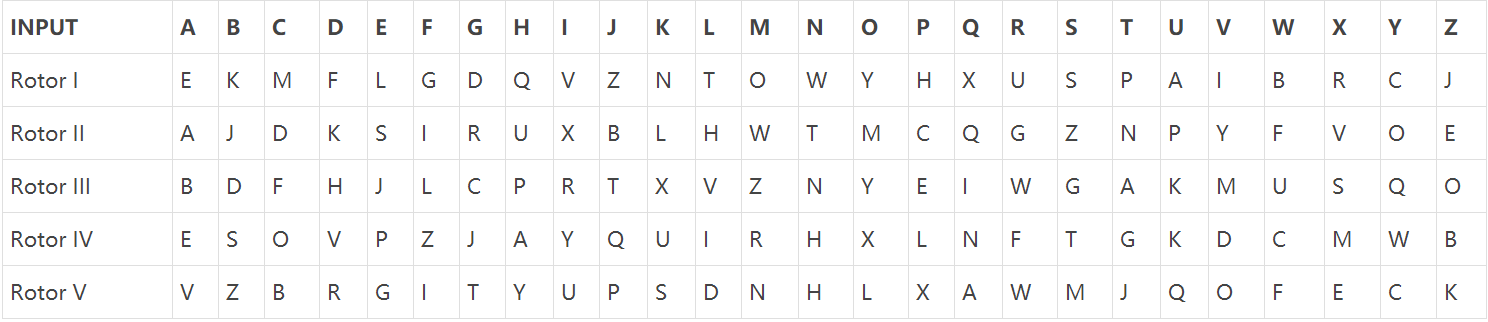 INPUT A B C D E F G H I J K L M N O P Q R S T U V W X Y Z
Rotor I E K M F L G D Q V Z N T O W Y H X U S P A I B R C J
Rotor II A J D K S I R U X B L H W T M C Q G Z N P Y F V O E
Rotor III B D F H J L C P R T X V Z N Y E I W G A K M U S Q O
Rotor IV E S O V P Z J A Y Q U I R H X L N F T G K D C M W B
Rotor V V Z B R G I T Y U P S D N H L X A W M J Q O F E C K